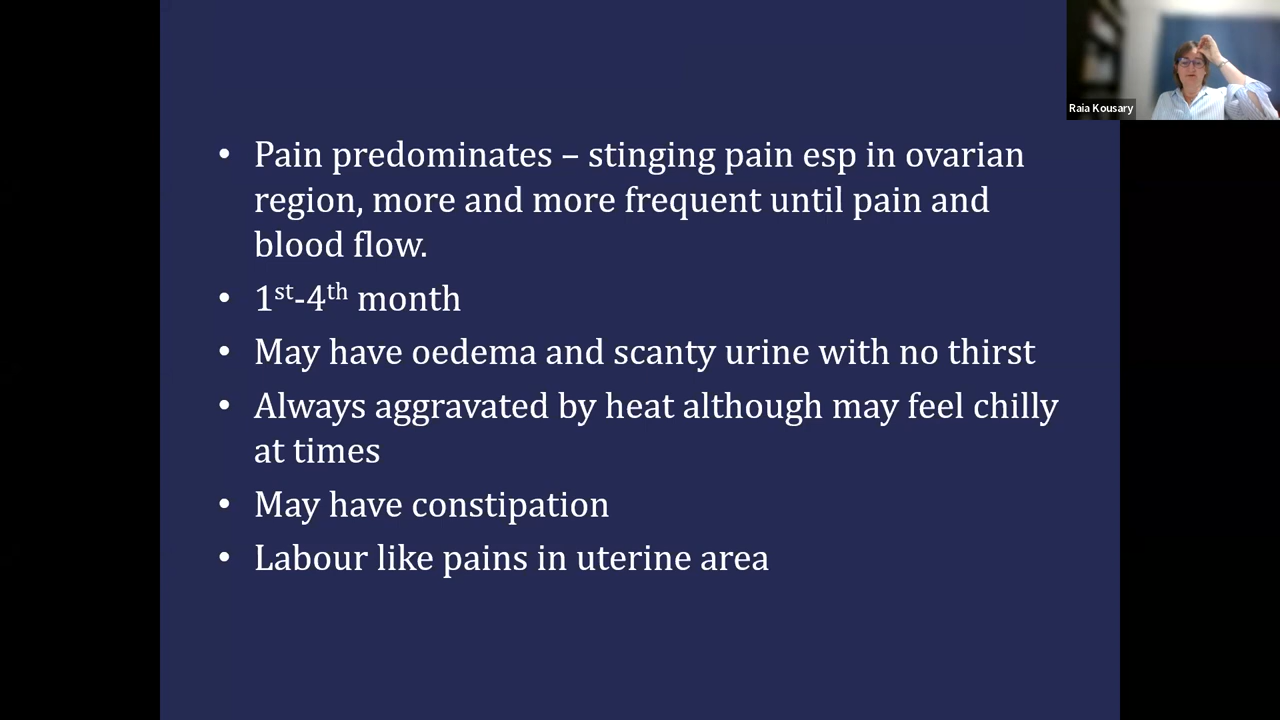 Raia Kousary
• Pain predominates – stinging pain esp in ovarian
region, more and more frequent until pain and
blood flow.
• 1st-4th month
• May have oedema and scanty urine with no thirst
• Always aggravated by heat although may feel chilly
at times
• May have constipation
• Labour like pains in uterine area